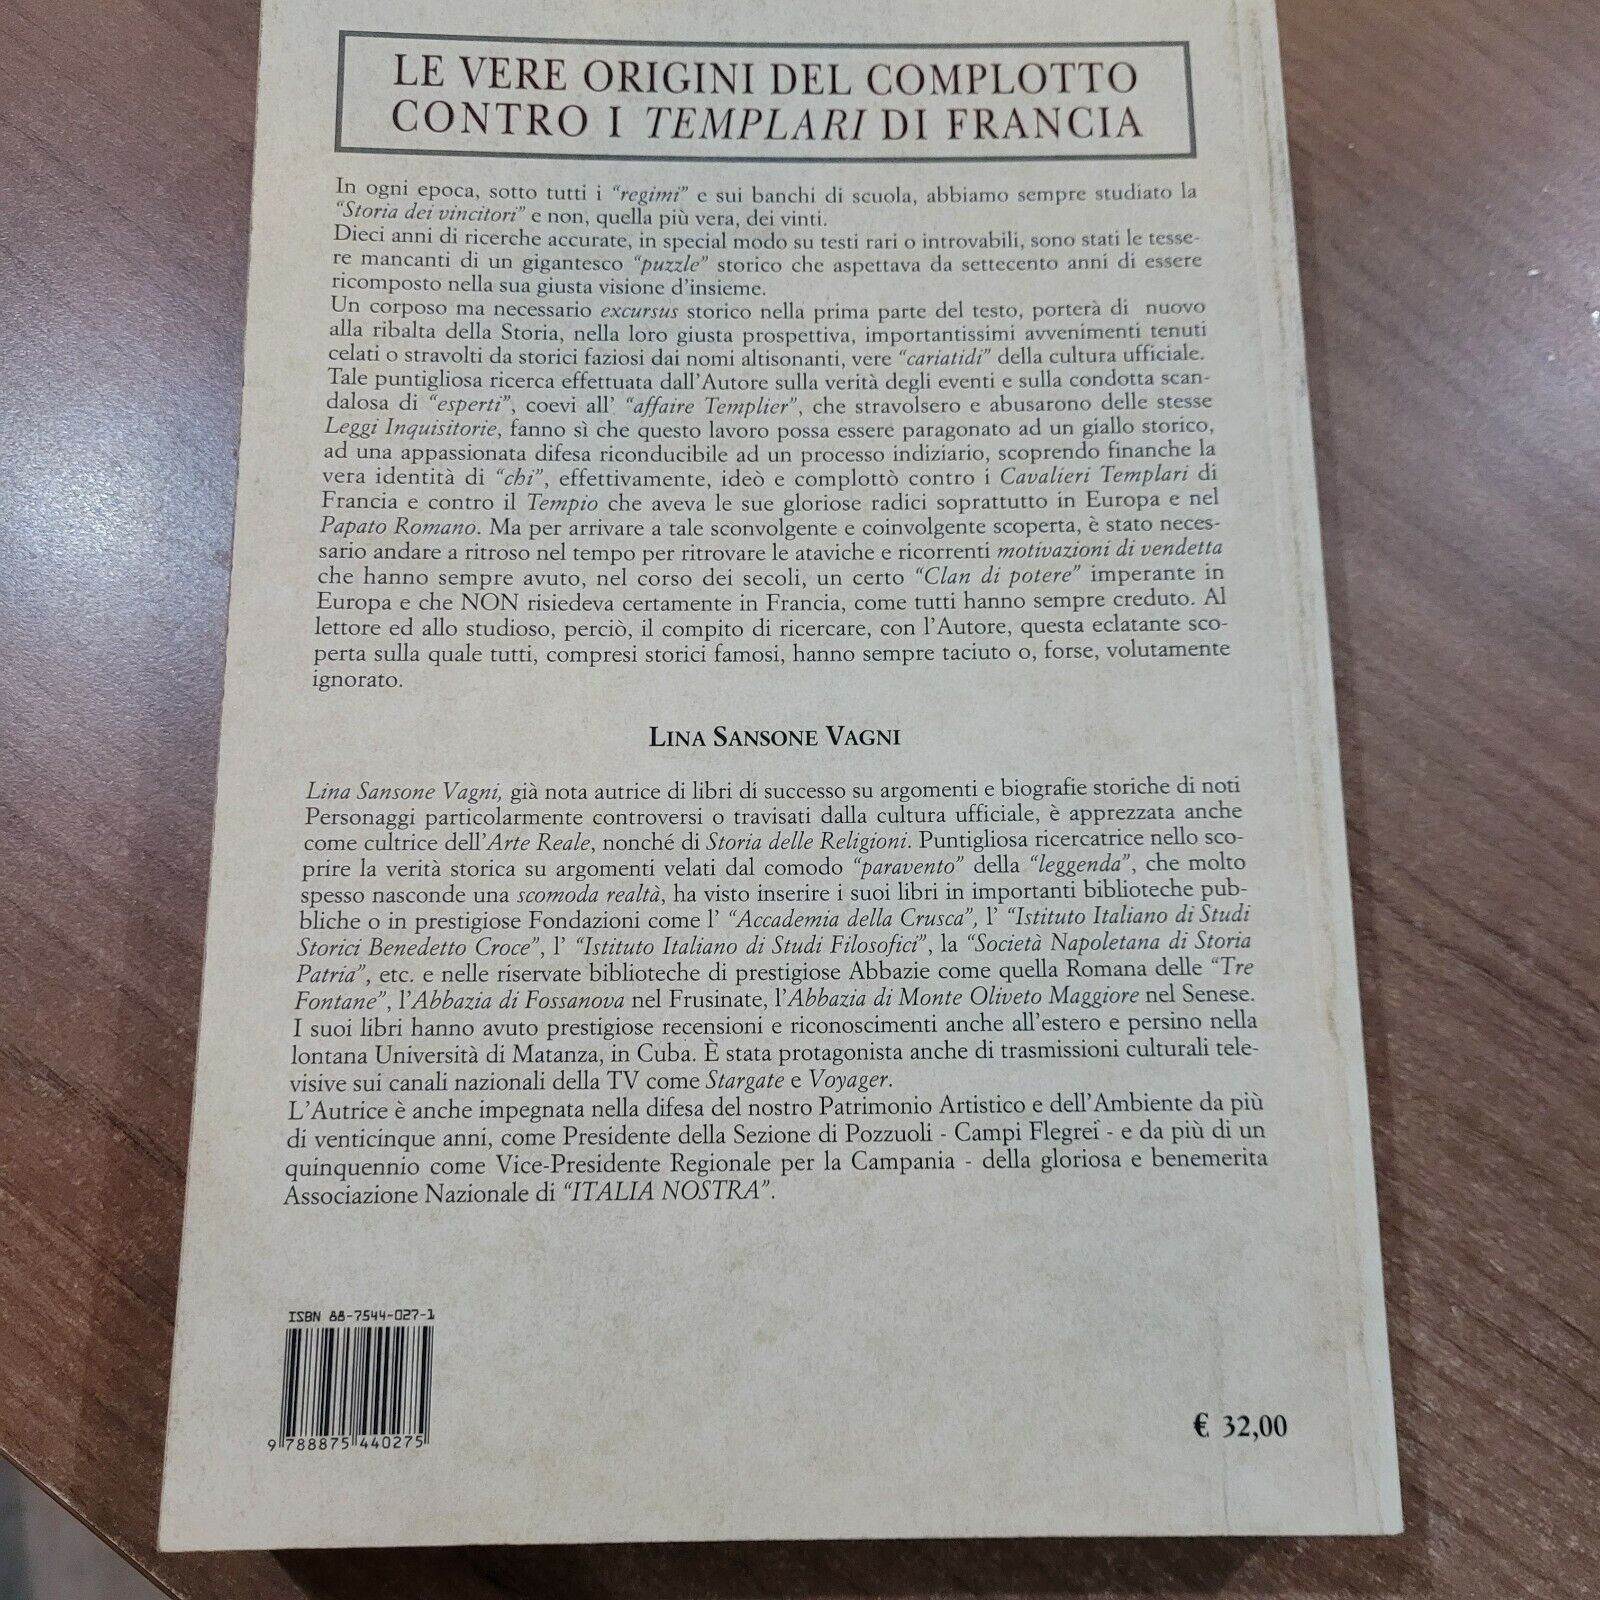 LE VERE ORIGINI DEL COMPLOTTO
CONTRO I TEMPLARI DI FRANCIA
In ogni epoca, sotto tutti i “regimi” e sui banchi di scuola, abbiamo sempre studiato la
“Storia dei vincitori” e non, quella più vera, dei vinti.
Dieci anni di ricerche accurate, in special modo su testi rari o introvabili, sono stati le tesse-
re mancanti di un gigantesco “puzzle” storico che aspettava da settecento anni di essere
ricomposto nella sua giusta visione d’insieme.
Un corposo ma necessario excursus storico nella prima parte del testo, porterà di nuovo
alla ribalta della Storia, nella loro giusta prospettiva, importantissimi avvenimenti tenuti
celati o stravolti da storici faziosi dai nomi altisonanti, vere “cariatidi” della cultura ufficiale.
Tale puntigliosa ricerca effettuata dall’Autore sulla verità degli eventi e sulla condotta scan-
dalosa di “esperti”, coevi all’ “affaire Templier”, che stravolsero e abusarono delle stesse
Leggi Inquisitorie, fanno sì che questo lavoro possa essere paragonato ad un giallo storico,
ad una appassionata difesa riconducibile ad un processo indiziario, scoprendo finanche la
vera identità di “chi”, effettivamente, ideò e complottò contro i Cavalieri Templari di
Francia e contro il Tempio che aveva le sue gloriose radici soprattutto in Europa e nel
Papato Romano. Ma per arrivare a tale sconvolgente e coinvolgente scoperta, è stato neces-
sario andare a ritroso nel tempo per ritrovare le ataviche e ricorrenti motivazioni di vendetta
che hanno sempre avuto, nel corso dei secoli, un certo “Clan di potere” imperante in
Europa e che NON risiedeva certamente in Francia, come tutti hanno sempre creduto. Al
lettore ed allo studioso, perciò, il compito di ricercare, con l’Autore, questa eclatante sco-
perta sulla quale tutti, compresi storici famosi, hanno sempre taciuto o, forse, volutamente
ignorato.
LINA SANSONE VAGNI
Lina Sansone Vagni, già nota autrice di libri di successo su argomenti e biografie storiche di noti
Personaggi particolarmente controversi o travisati dalla cultura ufficiale, è apprezzata anche
come cultrice dell’Arte Reale, nonché di Storia delle Religioni. Puntigliosa ricercatrice nello sco-
prire la verità storica su argomenti velati dal comodo “paravento” della “leggenda”, che molto
spesso nasconde una scomoda realtà, ha visto inserire i suoi libri in importanti biblioteche pub-
bliche o in prestigiose Fondazioni come l’ “Accademia della Crusca”, l’ “Istituto Italiano di Studi
Storici Benedetto Croce”, l’ “Istituto Italiano di Studi Filosofici”, la “Società Napoletana di Storia
Patria”, etc. e nelle riservate biblioteche di prestigiose Abbazie come quella Romana delle “Tre
Fontane”, l’Abbazia di Fossanova nel Frusinate, l’Abbazia di Monte Oliveto Maggiore nel Senese.
I suoi libri hanno avuto prestigiose recensioni e riconoscimenti anche all’estero e persino nella
lontana Università di Matanza, in Cuba. È stata protagonista anche di trasmissioni culturali tele-
visive sui canali nazionali della TV come Stargate e Voyager.
L’Autrice è anche impegnata nella difesa del nostro Patrimonio Artistico e dell’Ambiente da più
di venticinque anni, come Presidente della Sezione di Pozzuoli - Campi Flegrei - e da più di un
quinquennio come Vice-Presidente Regionale per la Campania - della gloriosa e benemerita
Associazione Nazionale di “ITALIA NOSTRA”.
ISBN 88-7544-027-1
9 788875 440275
€ 32,00